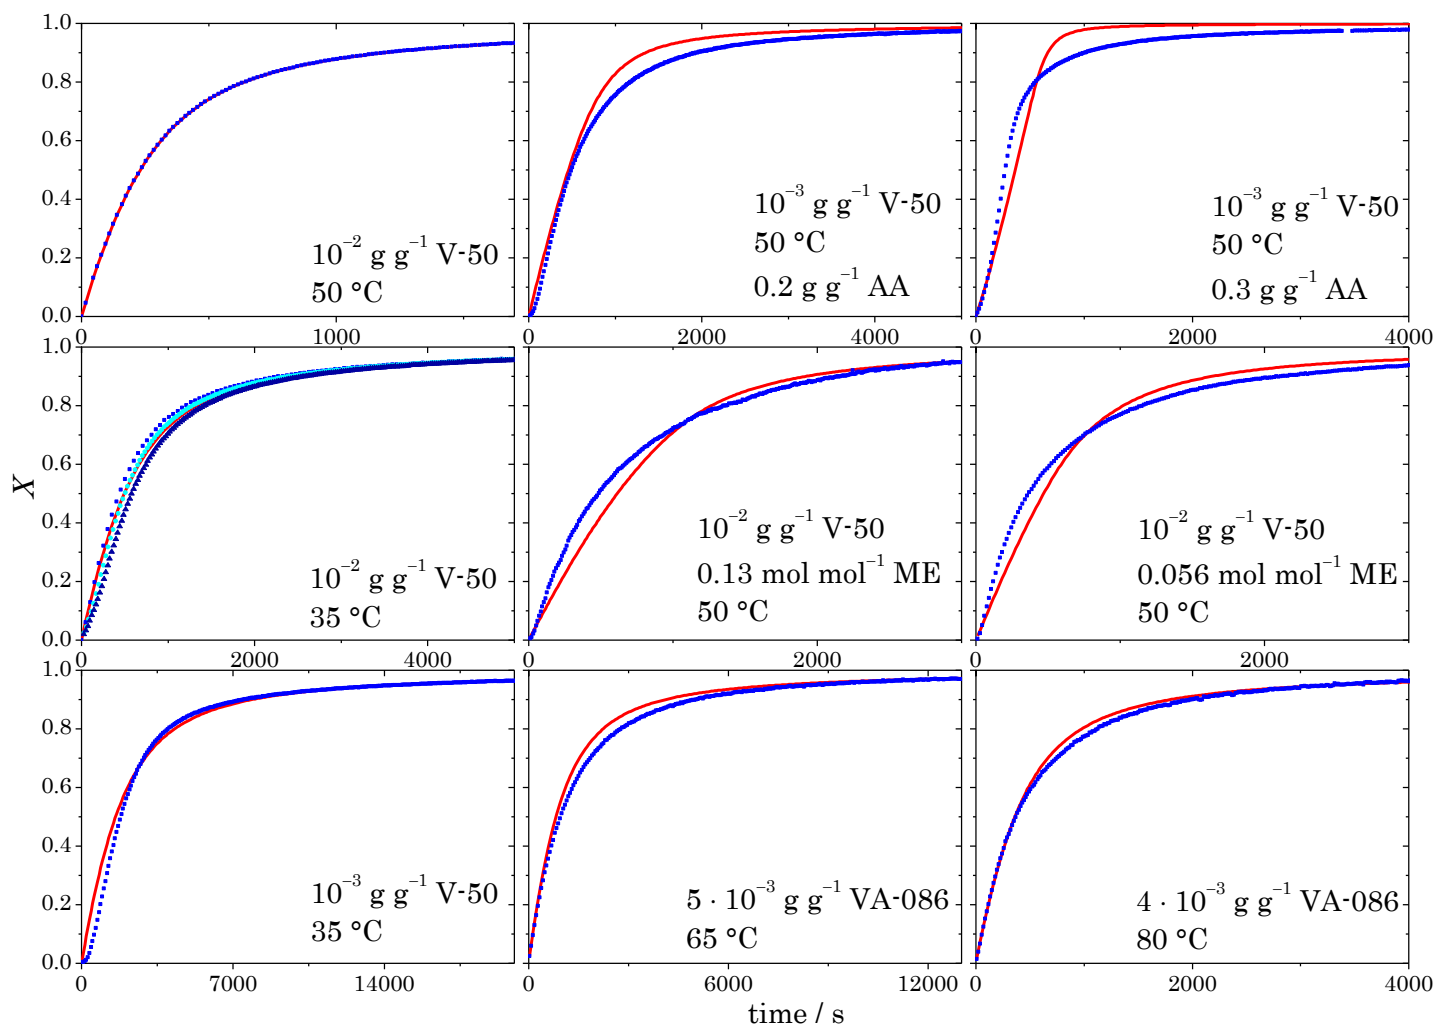 1.0
0.8
0.6
0.4
0.2
0.0
10⁻² g g⁻¹ V-50
50 °C
0 1000
10⁻³ g g⁻¹ V-50
50 °C
0.2 g g⁻¹ AA
0 2000 4000
10⁻³ g g⁻¹ V-50
50 °C
0.3 g g⁻¹ AA
0 2000 4000
X
1.0
0.8
0.6
0.4
0.2
0.0
10⁻² g g⁻¹ V-50
35 °C
0 2000 4000
10⁻² g g⁻¹ V-50
0.13 mol mol⁻¹ ME
50 °C
0 2000
10⁻² g g⁻¹ V-50
0.056 mol mol⁻¹ ME
50 °C
0 2000
1.0
0.8
0.6
0.4
0.2
0.0
10⁻³ g g⁻¹ V-50
35 °C
0 7000 14000
5 · 10⁻³ g g⁻¹ VA-086
65 °C
0 6000 12000
4 · 10⁻³ g g⁻¹ VA-086
80 °C
0 2000 4000
time / s